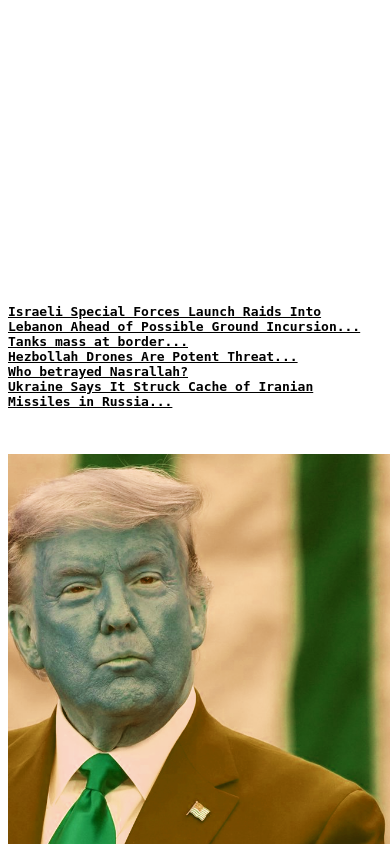 Israeli Special Forces Launch Raids Into
Lebanon Ahead of Possible Ground Incursion...
Tanks mass at border...
Hezbollah Drones Are Potent Threat...
Who betrayed Nasrallah?
Ukraine Says It Struck Cache of Iranian
Missiles in Russia...